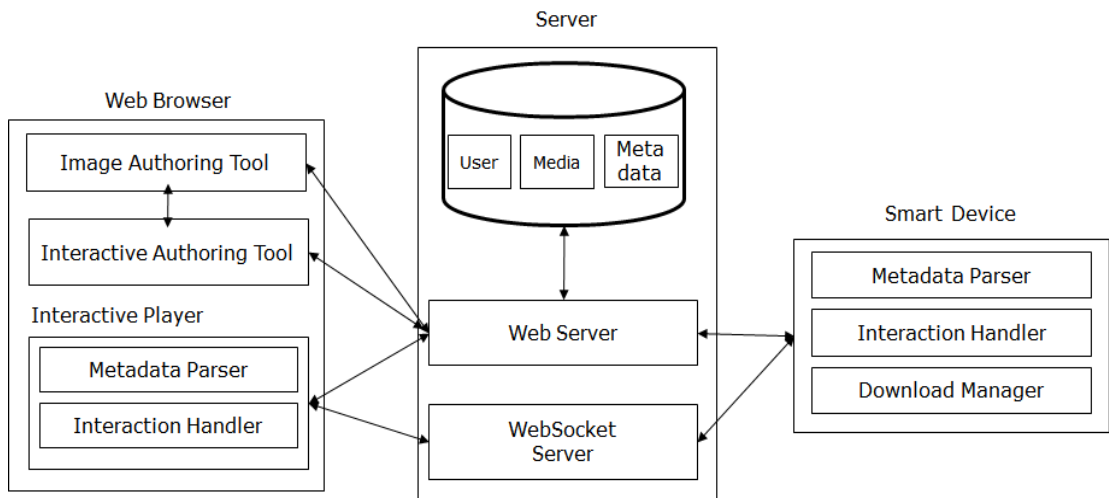 Server
Web Browser
Image Authoring Tool
Interactive Authoring Tool
Interactive Player
Metadata Parser
Interaction Handler
User
Media
Meta
data
Web Server
WebSocket
Server
Smart Device
Metadata Parser
Interaction Handler
Download Manager